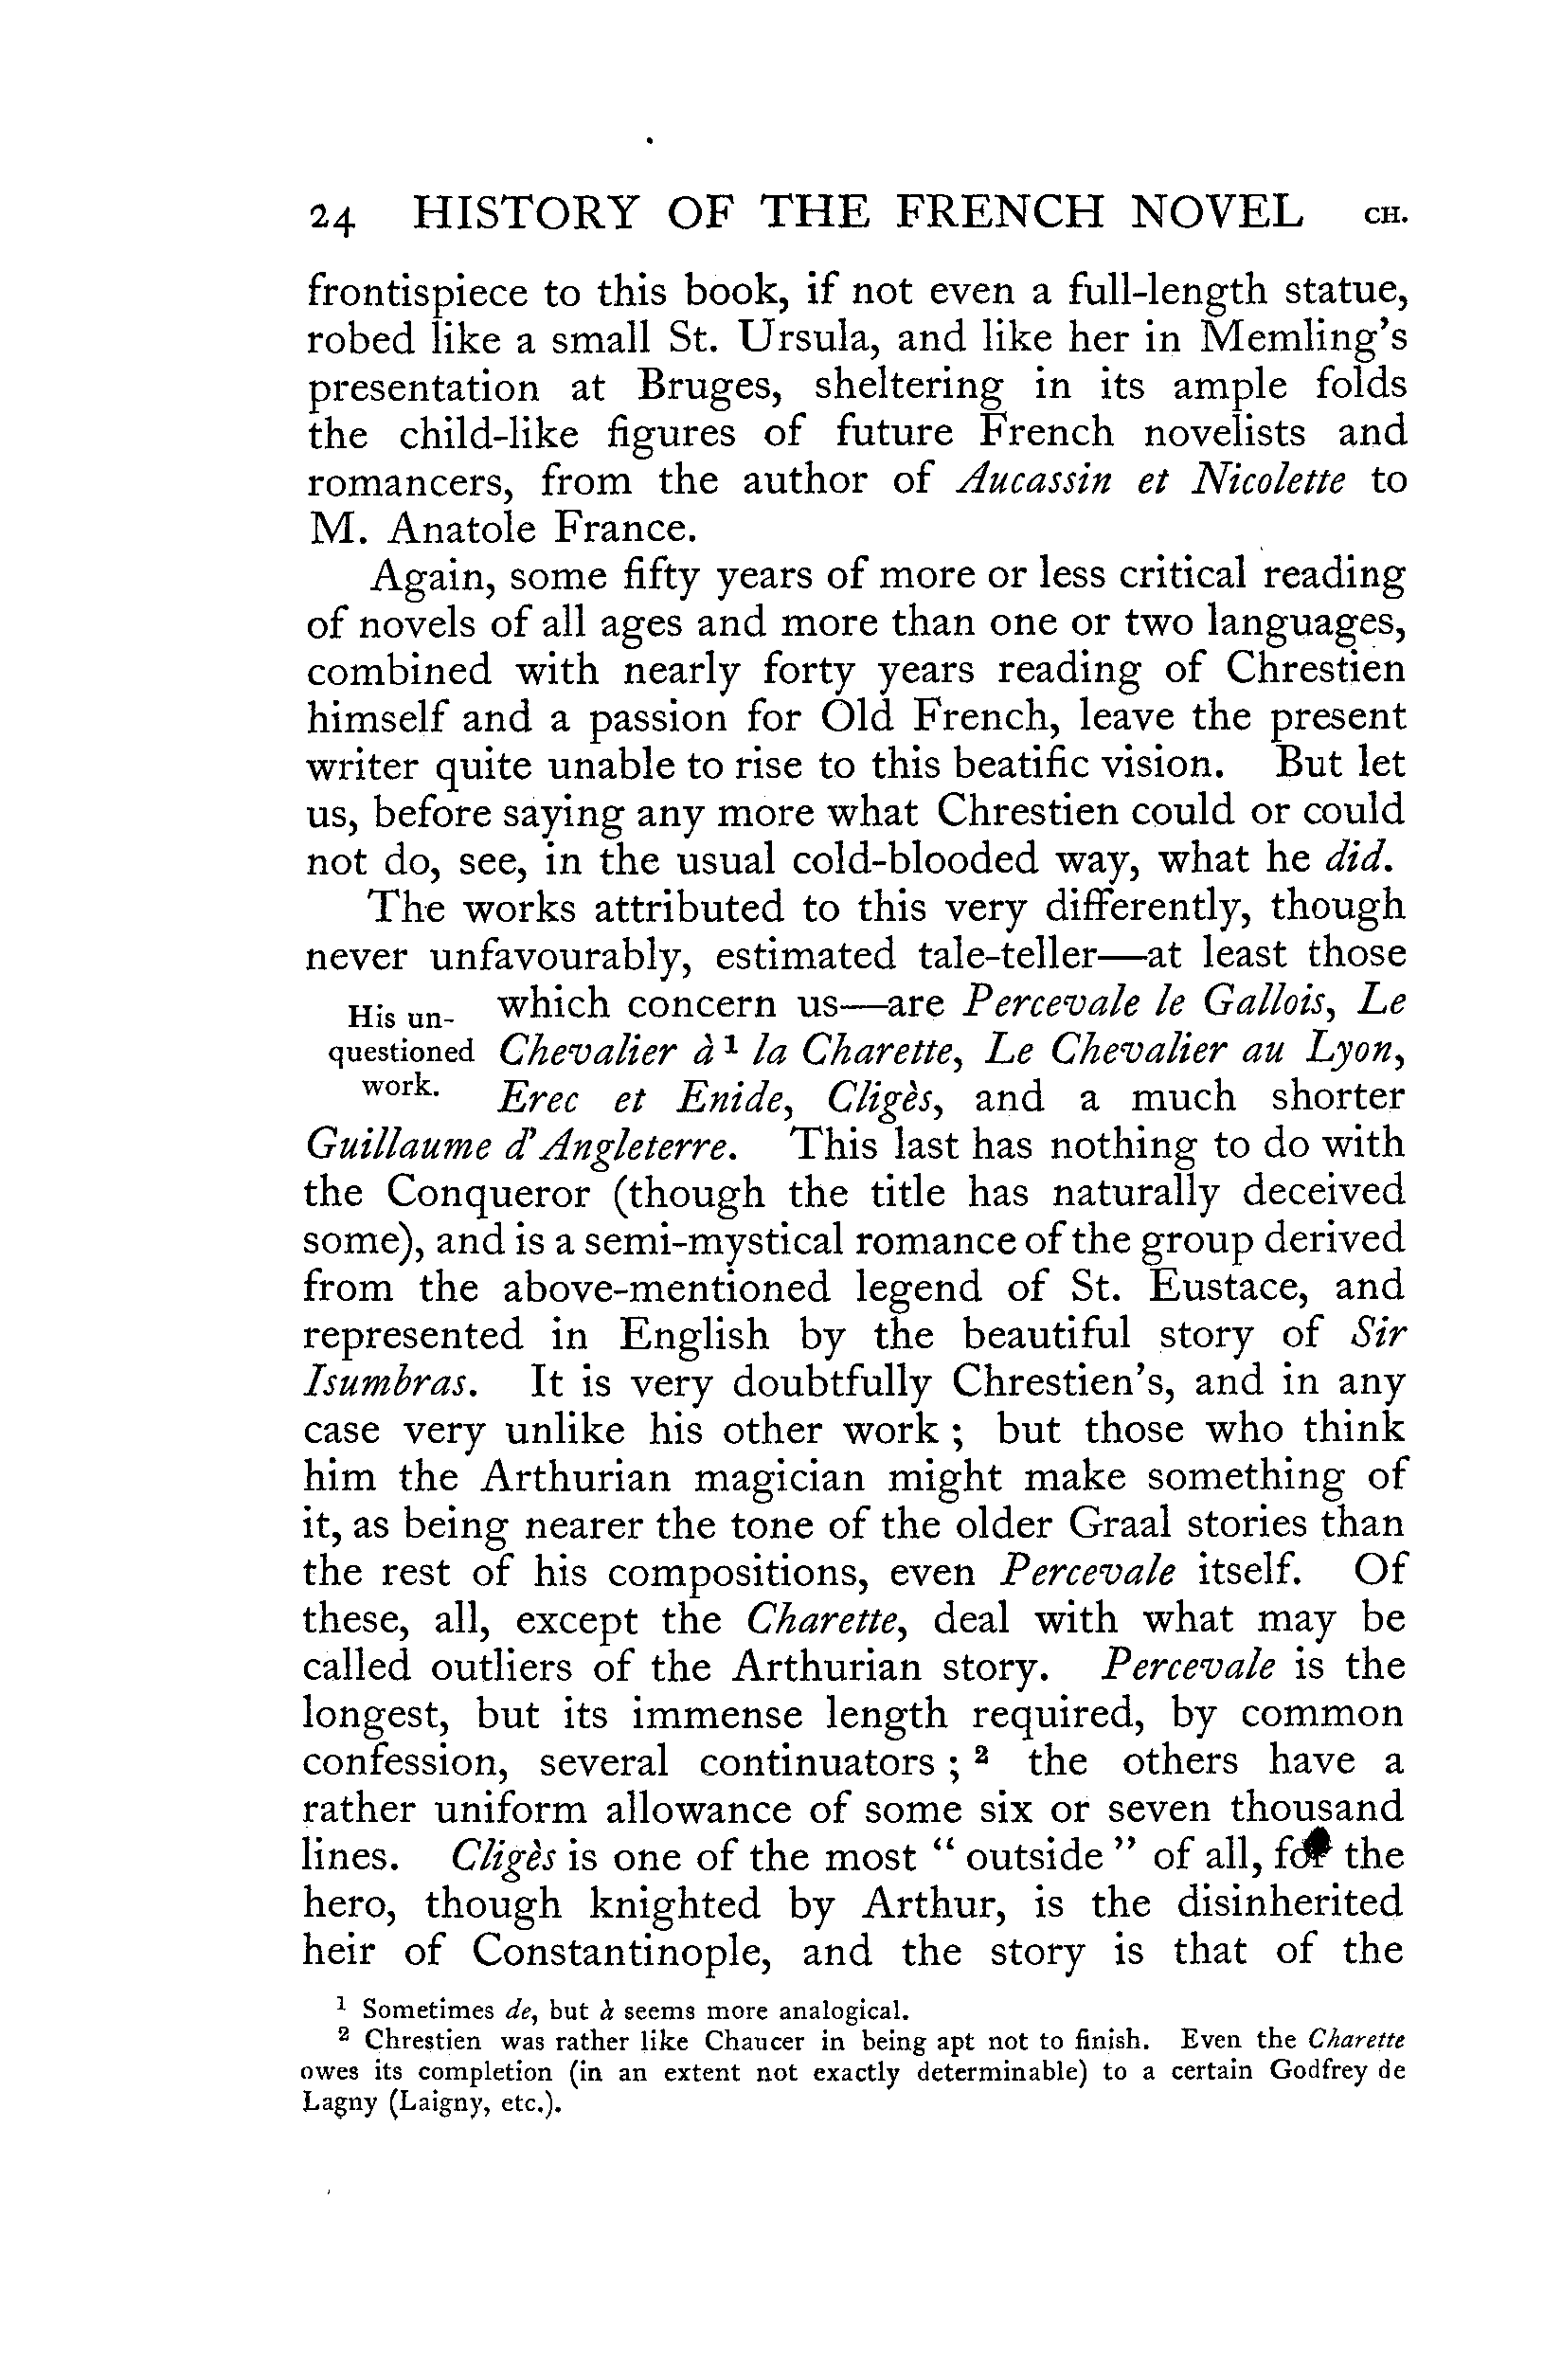 24 HISTORY OF THE FRENCH NOVEL CH.
frontispiece to this book, if not even a full-length statue,
robed like a small St. Ursula, and like her in Memling's
presentation at Bruges, sheltering in its ample folds
the child-like figures of future French novelists and
romancers, from the author of Aucassin et Nicolette to
M. Anatole France.
Again, some fifty years of more or less critical reading
of novels of all ages and more than one or two languages,
combined with nearly forty years reading of Chrestien
himself and a passion for Old French, leave the present
writer quite unable to rise to this beatific vision. But let
us, before saying any more what Chrestien could or could
not do, see, in the usual cold-blooded way, what he did.
The works attributed to this very differently, though
never unfavourably, estimated tale-teller—at least those
His un-
questioned
work.
which concern us—are Percevale le Gallois, Le
Chevalier à¹ la Charette, Le Chevalier au Lyon,
Erec et Enide, Cligès, and a much shorter
Guillaume d'Angleterre. This last has nothing to do with
the Conqueror (though the title has naturally deceived
some), and is a semi-mystical romance of the group derived
from the above-mentioned legend of St. Eustace, and
represented in English by the beautiful story of Sir
Isumbras. It is very doubtfully Chrestien's, and in any
case very unlike his other work ; but those who think
him the Arthurian magician might make something of
it, as being nearer the tone of the older Graal stories than
the rest of his compositions, even Percevale itself. Of
these, all, except the Charette, deal with what may be
called outliers of the Arthurian story. Percevale is the
longest, but its immense length required, by common
confession, several continuators ; ² the others have a
rather uniform allowance of some six or seven thousand
lines. Cligès is one of the most " outside " of all, for the
hero, though knighted by Arthur, is the disinherited
heir of Constantinople, and the story is that of the
¹ Sometimes de, but à seems more analogical.
² Chrestien was rather like Chaucer in being apt not to finish. Even the Charette
owes its completion (in an extent not exactly determinable) to a certain Godfrey de
Lagny (Laigny, etc.).